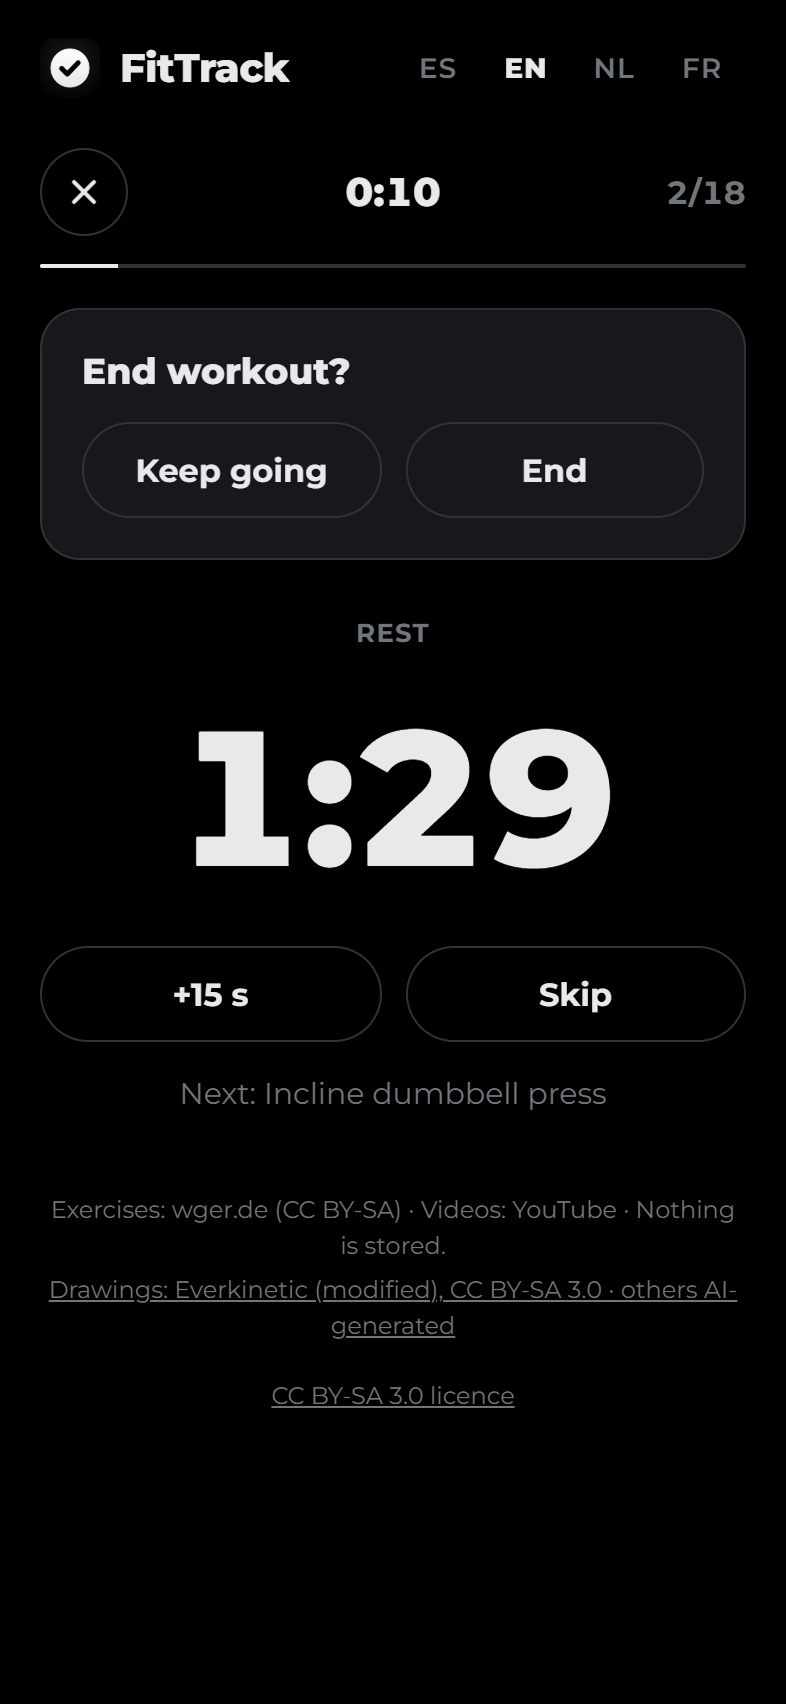 FitTrack
ES EN NL FR
0:10
2/18
End workout?
Keep going
End
REST
1:29
+15 s
Skip
Next: Incline dumbbell press
Exercises: wger.de (CC BY-SA) · Videos: YouTube · Nothing
is stored.
Drawings: Everkinetic (modified), CC BY-SA 3.0 · others AI-
generated
CC BY-SA 3.0 licence